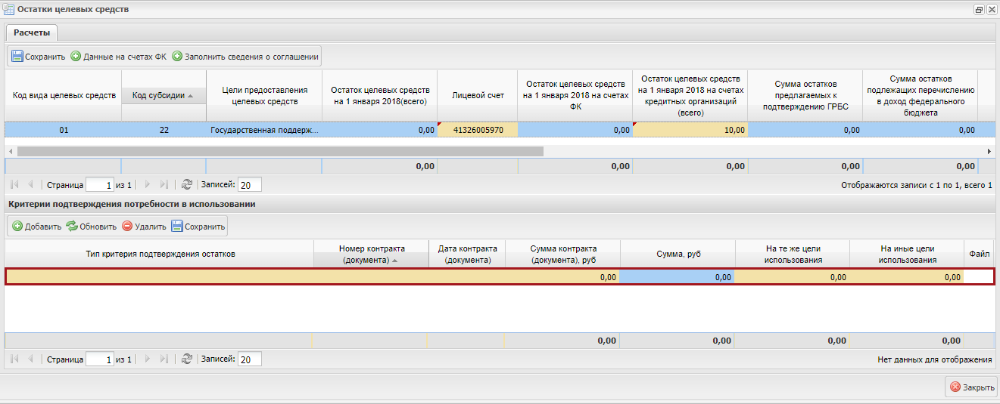 Остатки целевых средств
Расчеты
Сохранить Данные на счетах ФК Заполнить сведения о соглашении
Код вида целевых средств
Код субсидии
Цели предоставления
целевых средств
Остаток целевых средств
на 1 января 2018(всего)
Лицевой счет
Остаток целевых средств
на 1 января 2018 на счетах
ФК
Остаток целевых средств
на 1 января 2018 на счетах
кредитных организаций
(всего)
Сумма остатков
предлагаемых к
подтверждению ГРБС
Сумма остатков
подлежащих перечислению
в доход федерального
бюджета
01 22 Государственная поддерж... 0,00 41326005970 0,00 10,00 0,00 0,00
0,00 0,00 0,00 0,00 0,00
Страница 1 из 1 Записей: 20 Отображаются записи с 1 по 1, всего 1
Критерии подтверждения потребности в использовании
Добавить Обновить Удалить Сохранить
Тип критерия подтверждения остатков
Номер контракта
(документа)
Дата контракта
(документа)
Сумма контракта
(документа), руб
Сумма, руб
На те же цели
использования
На иные цели
использования
Файл
0,00 0,00 0,00 0,00
0,00 0,00 0,00 0,00
Страница 1 из 1 Записей: 20 Нет данных для отображения
Закрыть